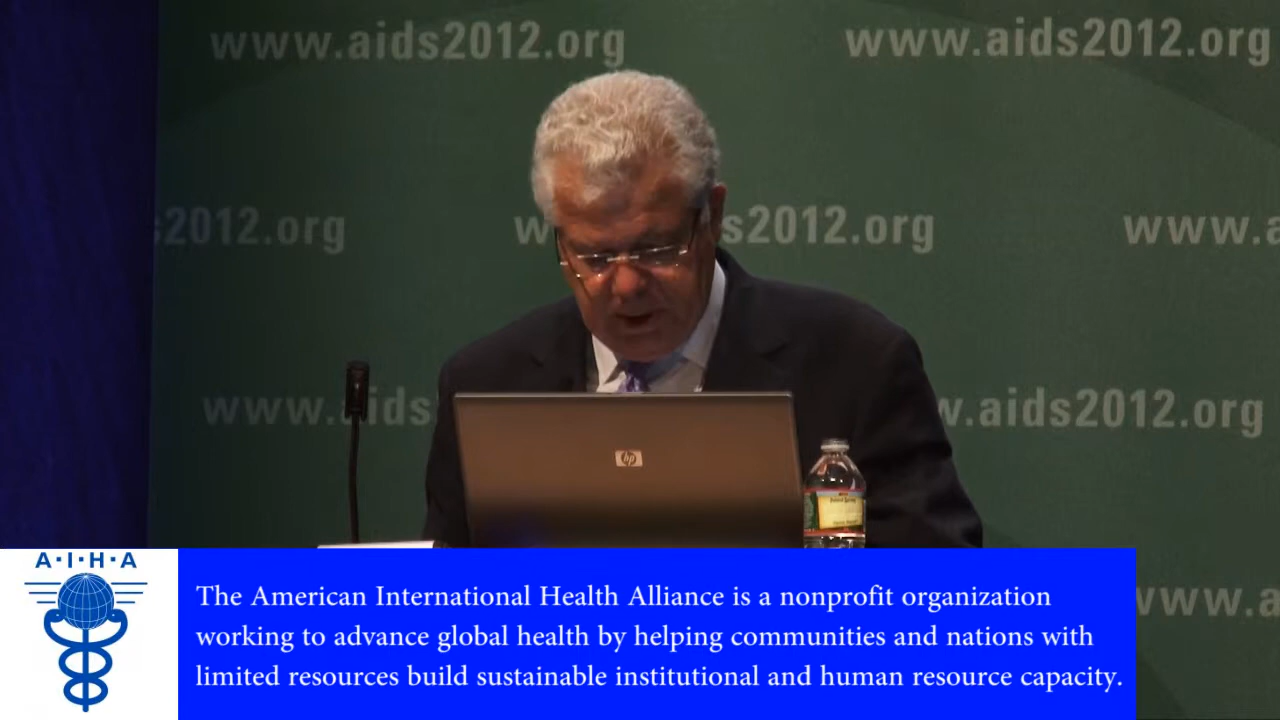 www.aids2012.org
www.aids2012.org
s2012.org
w
s2012.org
www.a
www.aids
w.aids2012.org
hp
A·I·H·A
The American International Health Alliance is a nonprofit organization
working to advance global health by helping communities and nations with
limited resources build sustainable institutional and human resource capacity.
www.a